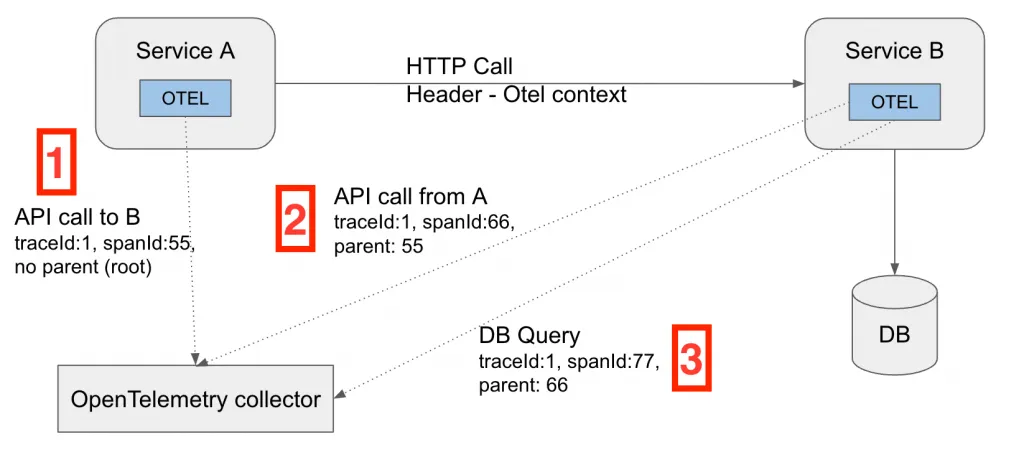 Service A
OTEL
HTTP Call
Header - Otel context
Service B
OTEL
1
API call to B
traceId:1, spanId:55,
no parent (root)
2
API call from A
traceId:1, spanId:66,
parent: 55
DB Query
traceId:1, spanId:77,
parent: 66
3
DB
OpenTelemetry collector